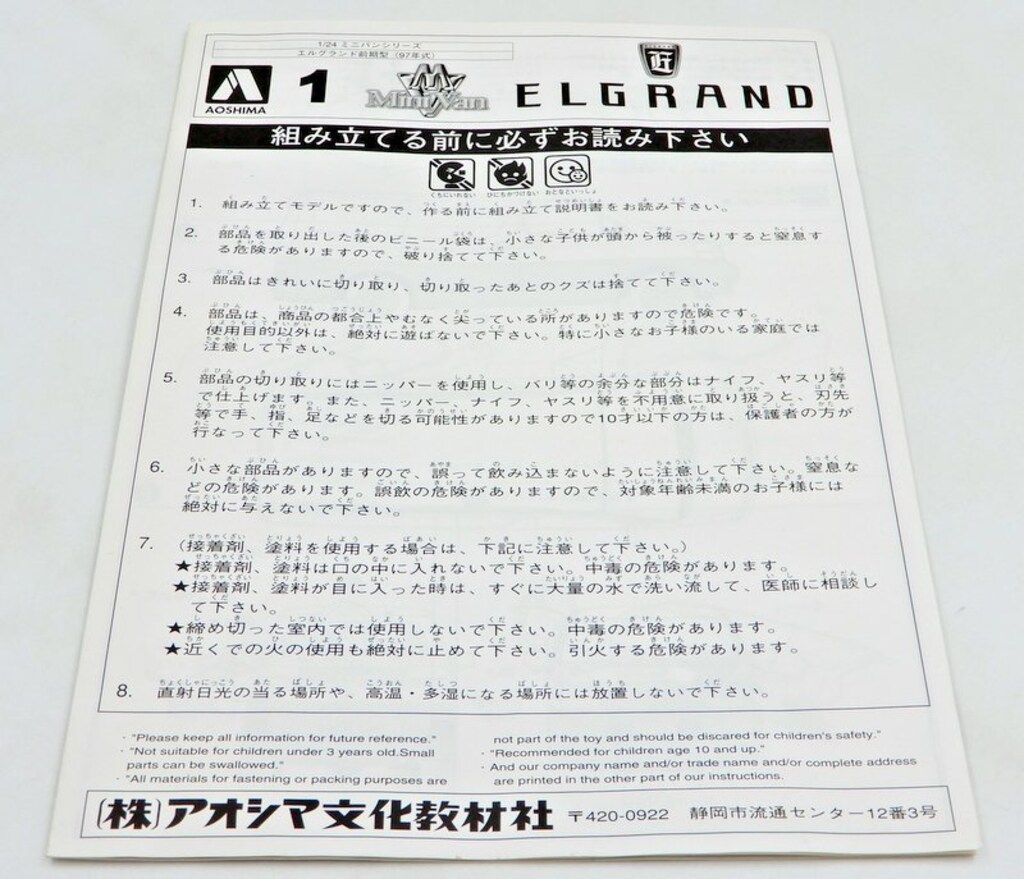 1/24 ミニバンシリーズ
エルグランド前期型（97年式）
AOSHIMA
1
M
MiniVan
ELGRAND
組み立てる前に必ずお読み下さい
くちにいれない ひにちかづけない おとなといっしょ
1. 組み立てモデルですので、作る前に組み立て説明書をお読み下さい。
2. 部品を取り出した後のビニール袋は、小さな子供が頭から被ったりすると窒息す
る危険がありますので、破り捨てて下さい。
3. 部品はきれいに切り取り、切り取ったあとのクズは捨てて下さい。
4. 部品は、商品の都合上やむなく尖っている所がありますので危険です。
使用目的以外は、絶対に遊ばないで下さい。特に小さなお子様のいる家庭では
注意して下さい。
5. 部品の切り取りにはニッパーを使用し、バリ等の余分な部分はナイフ、ヤスリ等
で仕上げます。また、ニッパー、ナイフ、ヤスリ等を不用意に取り扱うと、刃先
等で手、指、足などを切る可能性がありますので10才以下の方は、保護者の方が
行なって下さい。
6. 小さな部品がありますので、誤って飲み込まないように注意して下さい。窒息な
どの危険があります。誤飲の危険がありますので、対象年齢未満のお子様には
絶対に与えないで下さい。
7. （接着剤、塗料を使用する場合は、下記に注意して下さい。）
★接着剤、塗料は口の中に入れないで下さい。中毒の危険があります。
★接着剤、塗料が目に入った時は、すぐに大量の水で洗い流して、医師に相談し
て下さい。
★締め切った室内では使用しないで下さい。中毒の危険があります。
★近くでの火の使用も絶対に止めて下さい。引火する危険があります。
8. 直射日光の当る場所や、高温・多湿になる場所には放置しないで下さい。
· "Please keep all information for future reference."
· "Not suitable for children under 3 years old.Small
parts can be swallowed."
· "All materials for fastening or packing purposes are
not part of the toy and should be discared for children's safety."
· "Recommended for children age 10 and up."
· And our company name and/or trade name and/or complete address
are printed in the other part of our instructions.
(株)アオシマ文化教材社 〒420-0922 静岡市流通センター12番3号